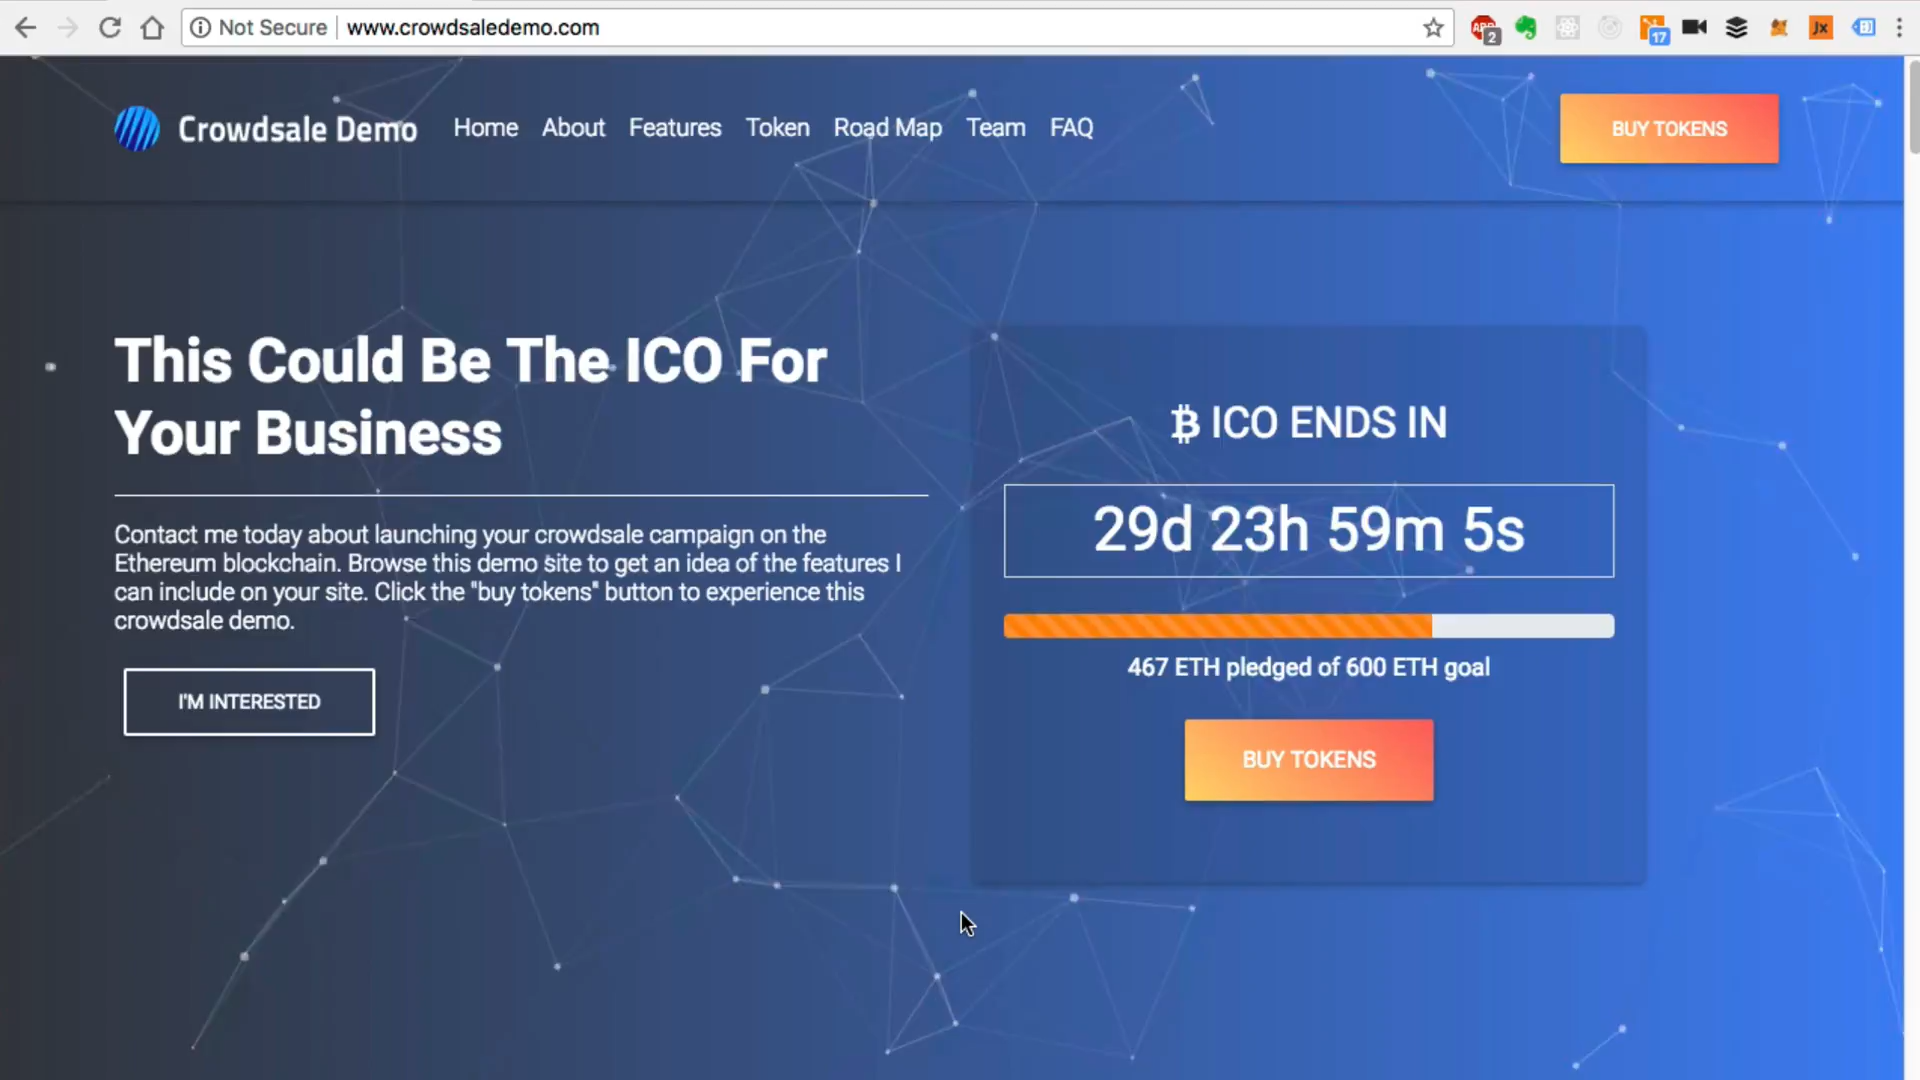 Not Secure www.crowdsaledemo.com
ABP 2 17 Jx
Crowdsale Demo Home About Features Token Road Map Team FAQ BUY TOKENS
This Could Be The ICO For
Your Business
Contact me today about launching your crowdsale campaign on the
Ethereum blockchain. Browse this demo site to get an idea of the features I
can include on your site. Click the "buy tokens" button to experience this
crowdsale demo.
I'M INTERESTED
ICO ENDS IN
29d 23h 59m 5s
467 ETH pledged of 600 ETH goal
BUY TOKENS